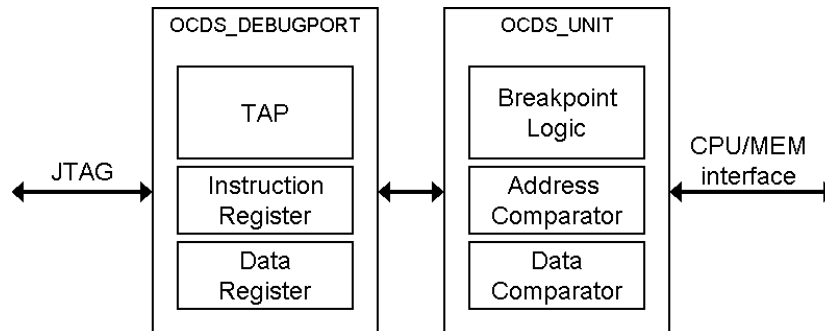 OCDS_DEBUGPORT
OCDS_UNIT
TAP
Breakpoint
Logic
JTAG
Instruction
Register
Address
Comparator
CPU/MEM
interface
Data
Register
Data
Comparator